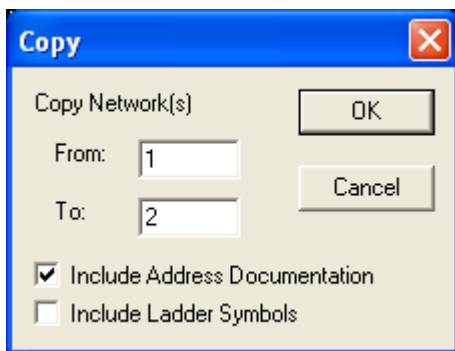 Copy
Copy Network(s)
OK
From: 1
Cancel
To: 2
Include Address Documentation
Include Ladder Symbols